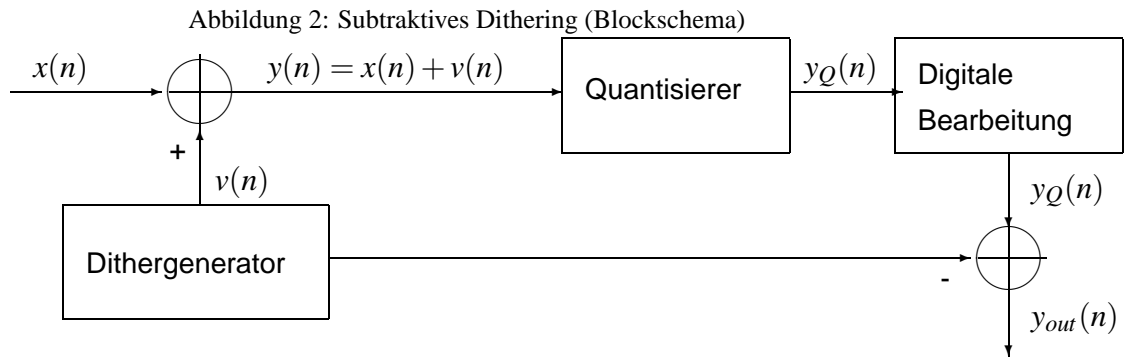 Abbildung 2: Subtraktives Dithering (Blockschema)
x(n)
y(n) = x(n) + v(n)
Quantisierer
y_Q(n)
Digitale
Bearbeitung
+
v(n)
y_Q(n)
Dithergenerator
-
y_out(n)